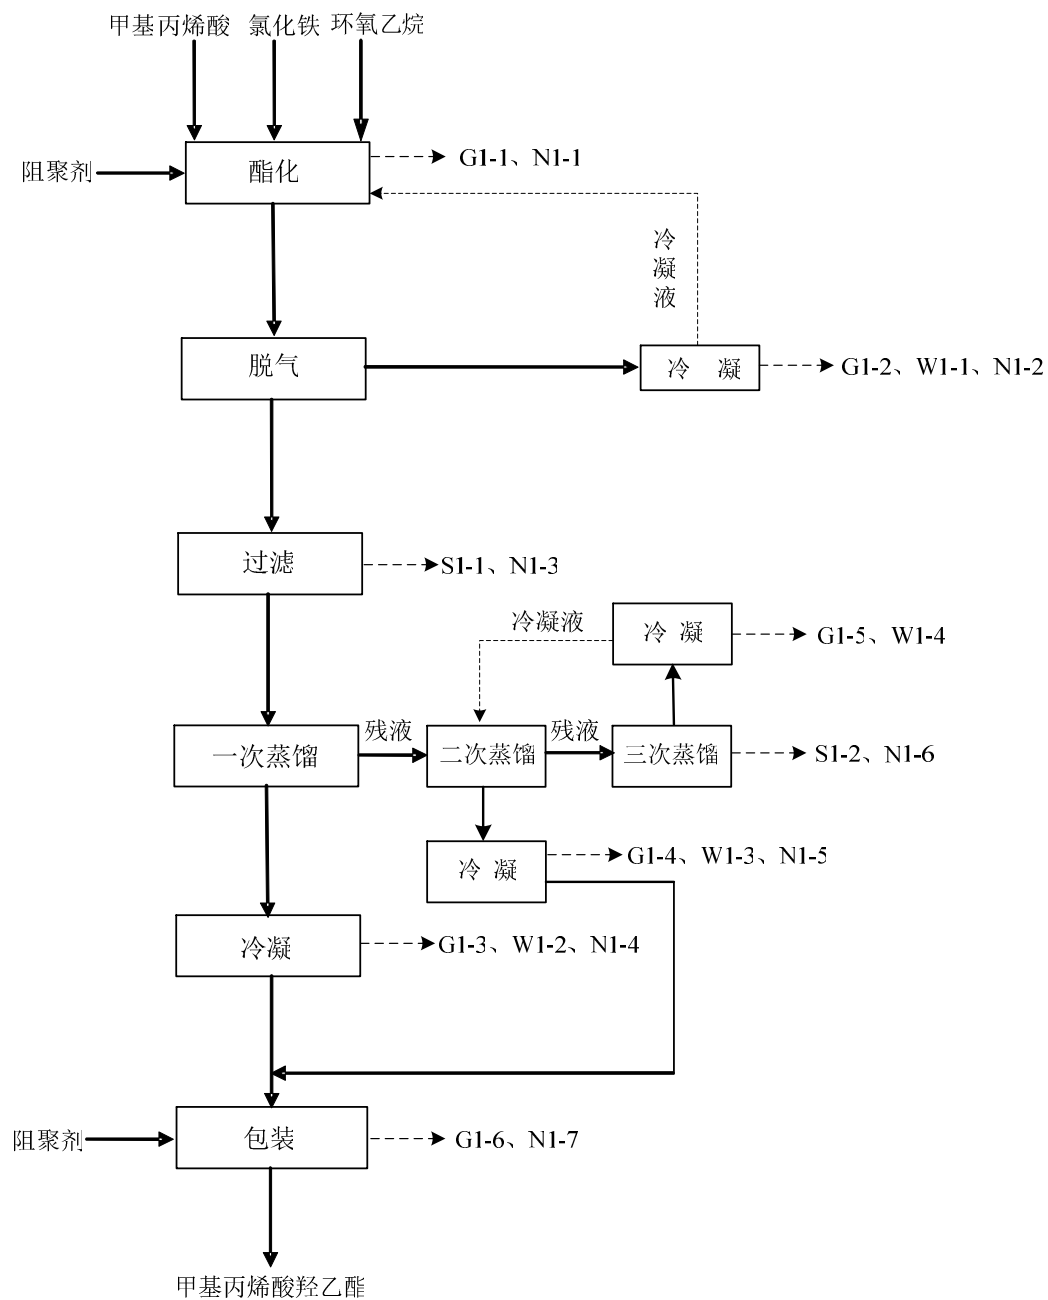 甲基丙烯酸 氯化铁 环氧乙烷
阻聚剂
酯化
G1-1、N1-1
冷凝液
脱气
冷 凝
G1-2、W1-1、N1-2
过滤
S1-1、N1-3
冷凝液
冷 凝
G1-5、W1-4
一次蒸馏
残液
二次蒸馏
残液
三次蒸馏
S1-2、N1-6
冷 凝
G1-4、W1-3、N1-5
冷凝
G1-3、W1-2、N1-4
阻聚剂
包装
G1-6、N1-7
甲基丙烯酸羟乙酯